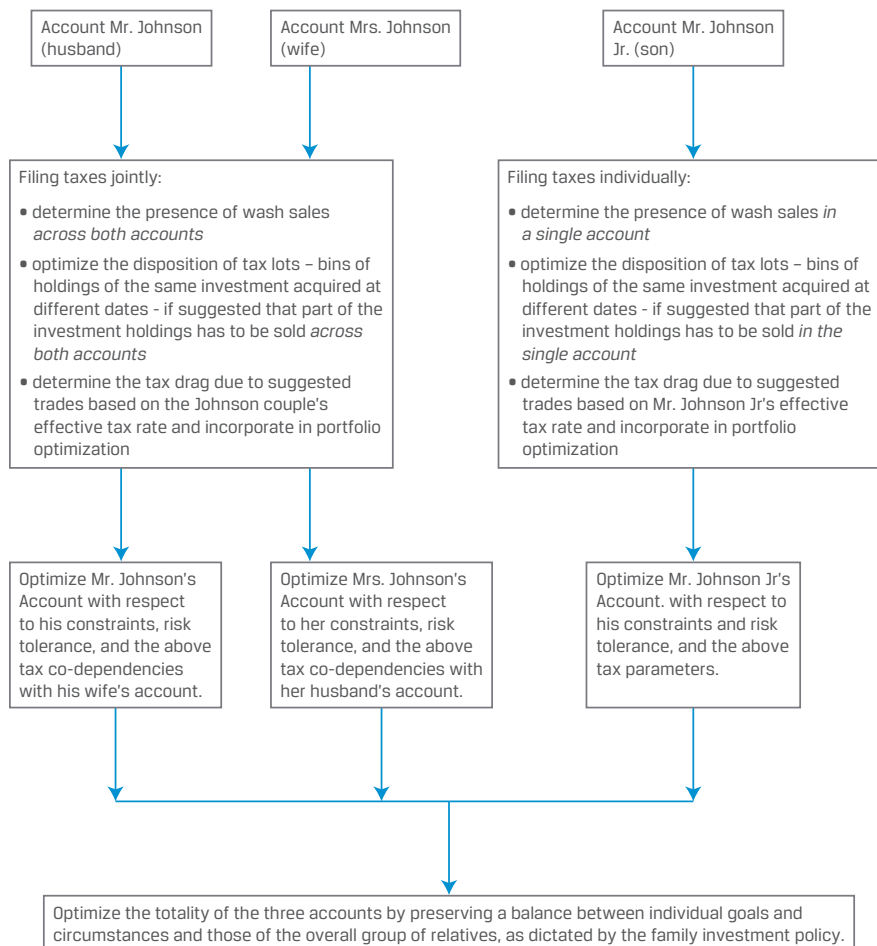 Account Mr. Johnson
(husband)
Account Mrs. Johnson
(wife)
Account Mr. Johnson
Jr. (son)
Filing taxes jointly:
• determine the presence of wash sales
across both accounts
• optimize the disposition of tax lots – bins of
holdings of the same investment acquired at
different dates - if suggested that part of the
investment holdings has to be sold across
both accounts
• determine the tax drag due to suggested
trades based on the Johnson couple's
effective tax rate and incorporate in portfolio
optimization
Filing taxes individually:
• determine the presence of wash sales in
a single account
• optimize the disposition of tax lots – bins of
holdings of the same investment acquired at
different dates - if suggested that part of the
investment holdings has to be sold in the
single account
• determine the tax drag due to suggested
trades based on Mr. Johnson Jr's effective
tax rate and incorporate in portfolio
optimization
Optimize Mr. Johnson's
Account with respect
to his constraints, risk
tolerance, and the above
tax co-dependencies
with his wife's account.
Optimize Mrs. Johnson's
Account with respect
to her constraints, risk
tolerance, and the above
tax co-dependencies with
her husband's account.
Optimize Mr. Johnson Jr's
Account. with respect to
his constraints and risk
tolerance, and the above
tax parameters.
Optimize the totality of the three accounts by preserving a balance between individual goals and
circumstances and those of the overall group of relatives, as dictated by the family investment policy.